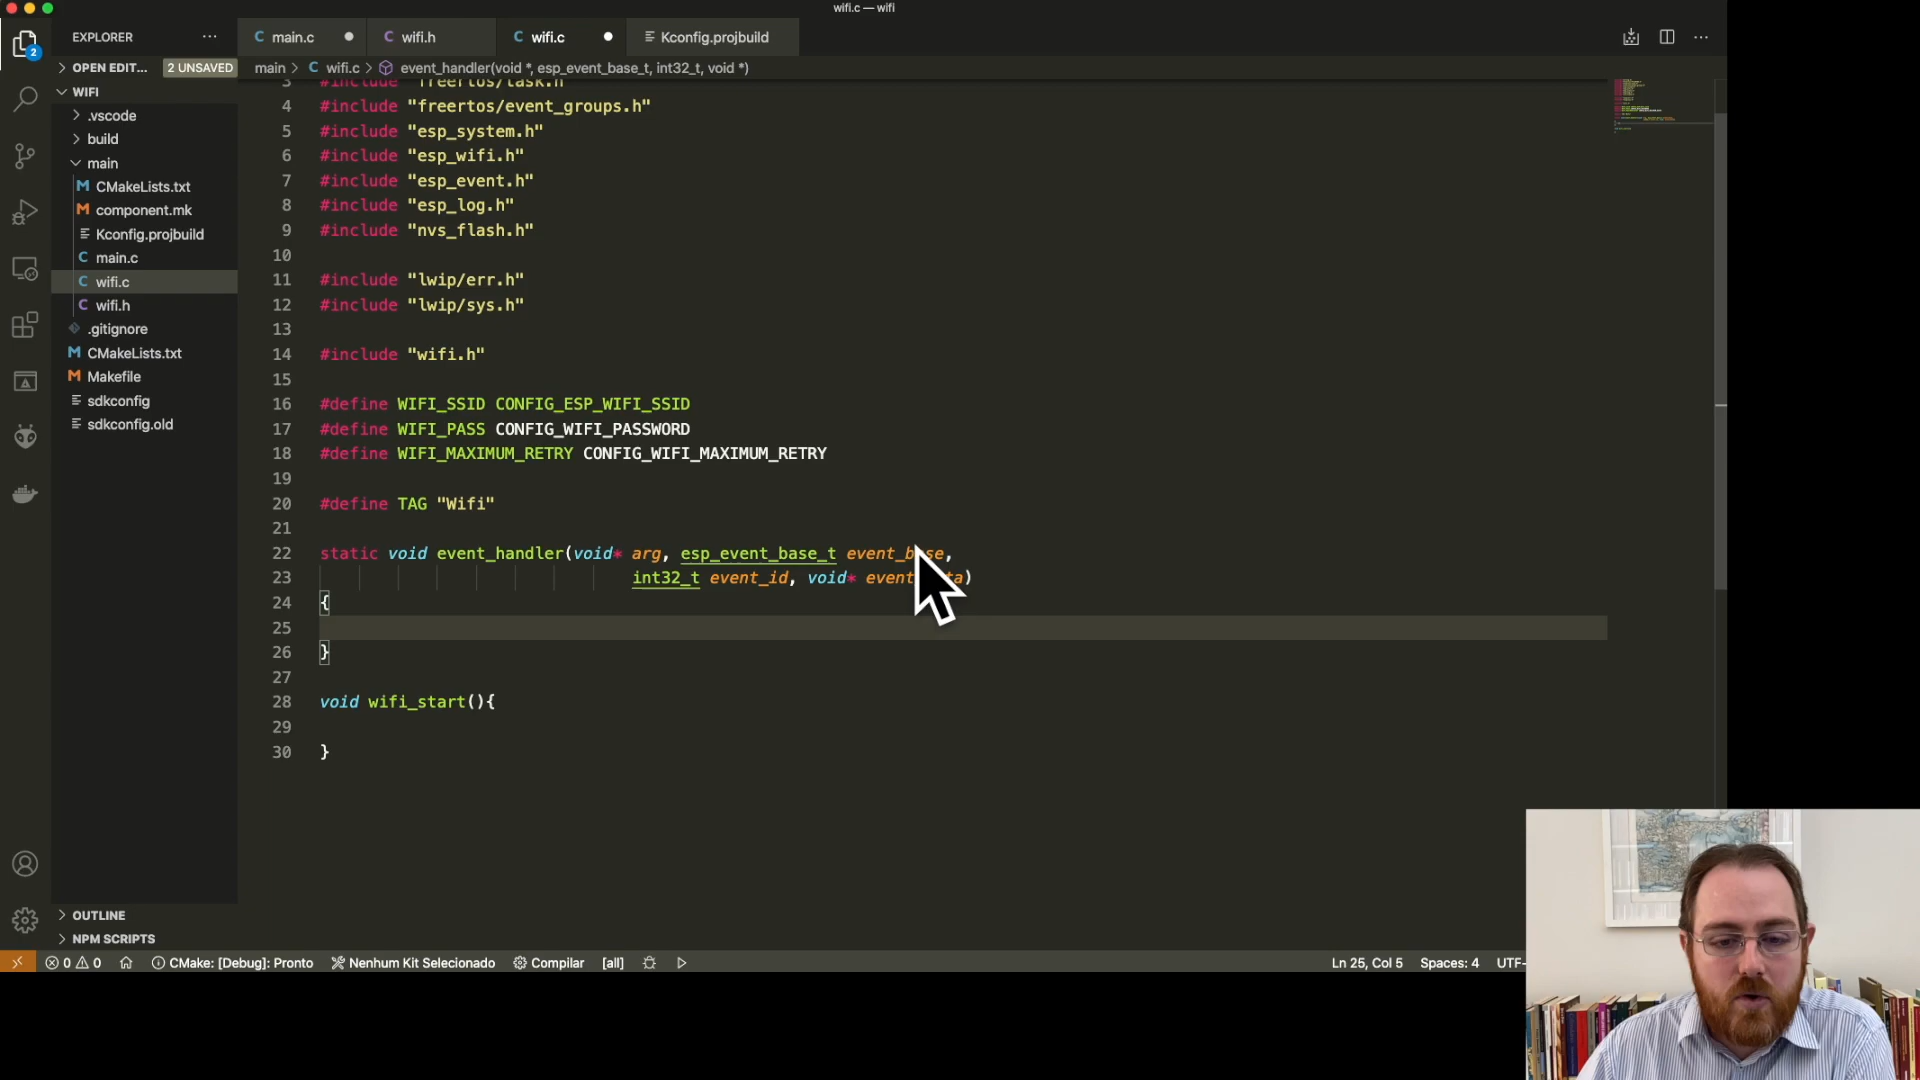 wifi.c — wifi
EXPLORER
main.c
wifi.h
wifi.c
Kconfig.projbuild
OPEN EDIT... 2 UNSAVED
main > wifi.c > event_handler(void *, esp_event_base_t, int32_t, void *)
WIFI
.vscode
build
main
CMakeLists.txt
component.mk
Kconfig.projbuild
main.c
wifi.c
wifi.h
.gitignore
CMakeLists.txt
Makefile
sdkconfig
sdkconfig.old
OUTLINE
NPM SCRIPTS
2
3 #include "freertos/task.h"
4 #include "freertos/event_groups.h"
5 #include "esp_system.h"
6 #include "esp_wifi.h"
7 #include "esp_event.h"
8 #include "esp_log.h"
9 #include "nvs_flash.h"
10
11 #include "lwip/err.h"
12 #include "lwip/sys.h"
13
14 #include "wifi.h"
15
16 #define WIFI_SSID CONFIG_ESP_WIFI_SSID
17 #define WIFI_PASS CONFIG_WIFI_PASSWORD
18 #define WIFI_MAXIMUM_RETRY CONFIG_WIFI_MAXIMUM_RETRY
19
20 #define TAG "Wifi"
21
22 static void event_handler(void* arg, esp_event_base_t event_base,
23 int32_t event_id, void* event
24 {
25
26 }
27
28 void wifi_start(){
29
30 }
0 0 CMake: [Debug]: Pronto Nenhum Kit Selecionado Compilar [all] Ln 25, Col 5 Spaces: 4 UTF-